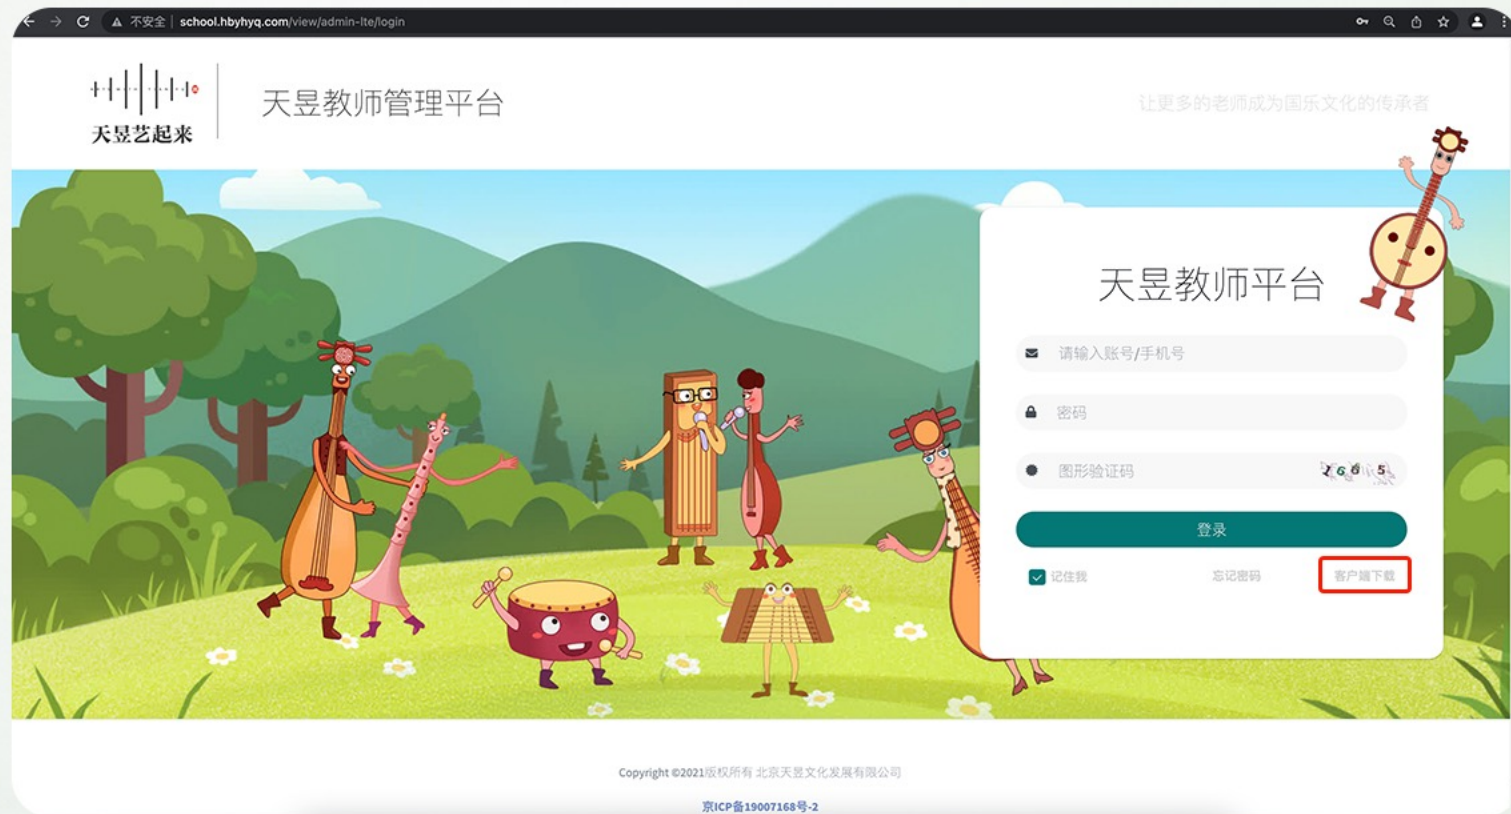 不安全 | school.hbyhyq.com/view/admin-lte/login
天昱艺起来
天昱教师管理平台
让更多的老师成为国乐文化的传承者
天昱教师平台
请输入账号/手机号
密码
图形验证码
登录
记住我 忘记密码 客户端下载
Copyright ©2021版权所有 北京天昱文化发展有限公司
京ICP备19007168号-2